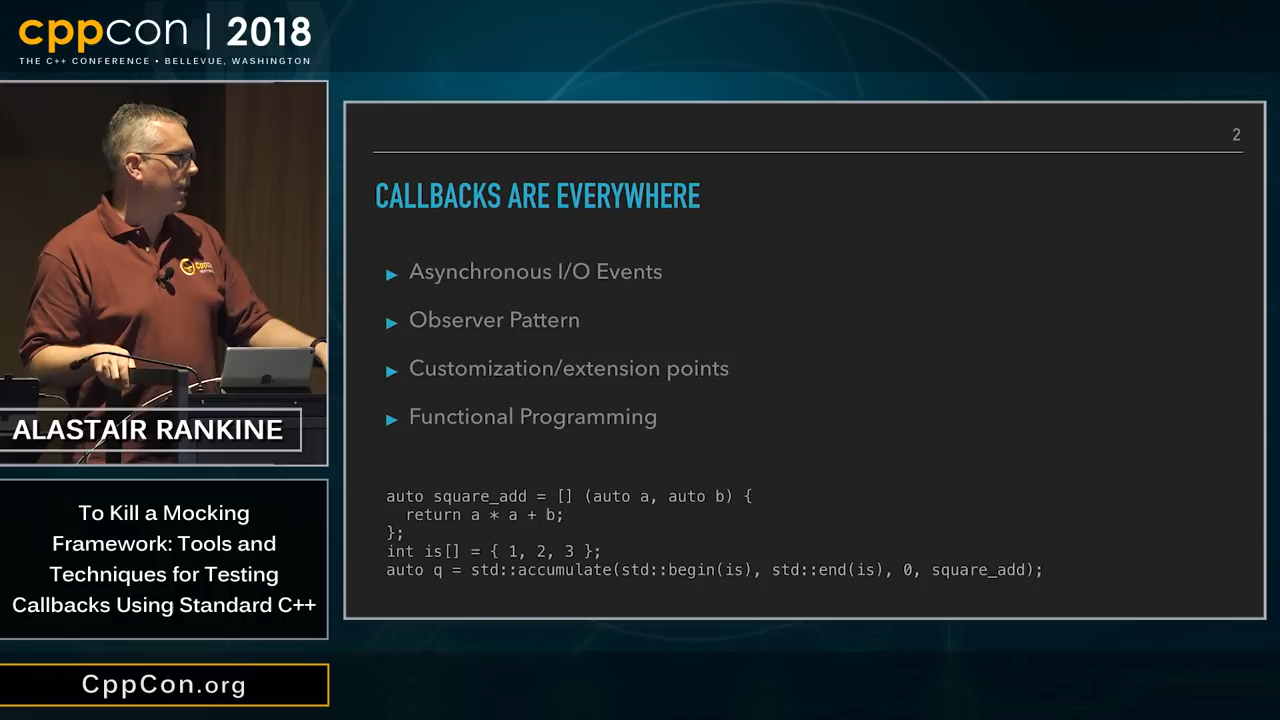 cppcon | 2018
THE C++ CONFERENCE • BELLEVUE, WASHINGTON
ALASTAIR RANKINE
To Kill a Mocking
Framework: Tools and
Techniques for Testing
Callbacks Using Standard C++
CppCon.org
2
CALLBACKS ARE EVERYWHERE
▶ Asynchronous I/O Events
▶ Observer Pattern
▶ Customization/extension points
▶ Functional Programming
auto square_add = [] (auto a, auto b) {
  return a * a + b;
};
int is[] = { 1, 2, 3 };
auto q = std::accumulate(std::begin(is), std::end(is), 0, square_add);